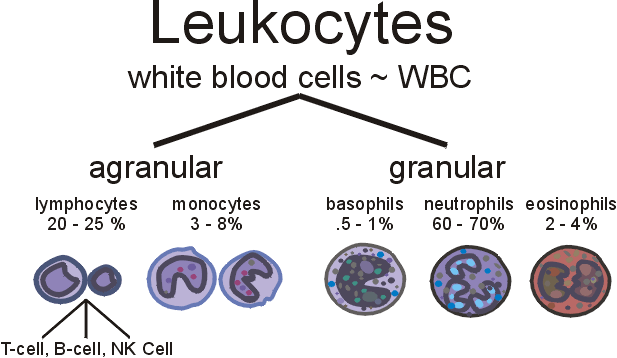 Leukocytes
white blood cells ~ WBC
agranular granular
lymphocytes monocytes basophils neutrophils eosinophils
20 - 25 % 3 - 8% .5 - 1% 60 - 70% 2 - 4%
T-cell, B-cell, NK Cell